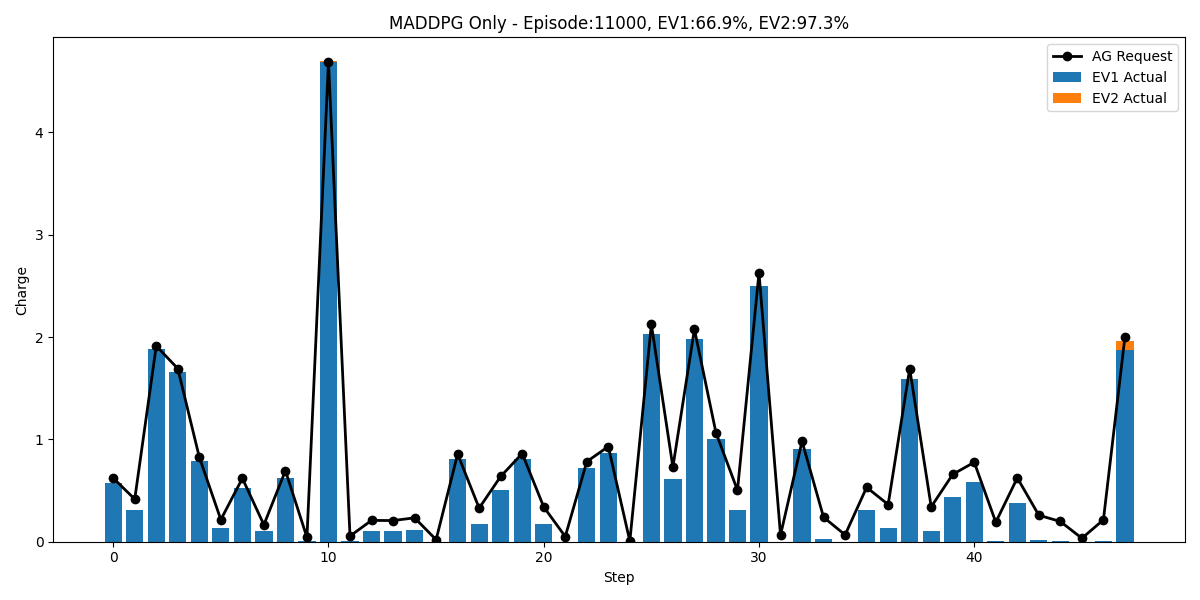 MADDPG Only - Episode:11000, EV1:66.9%, EV2:97.3%
AG Request
EV1 Actual
EV2 Actual
Charge
4
3
2
1
0
0
10
20
30
40
Step